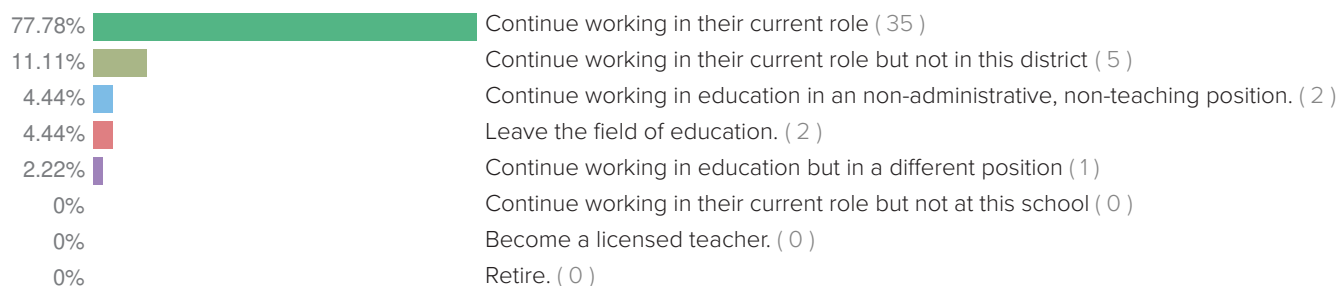 77.78% Continue working in their current role ( 35 )
11.11% Continue working in their current role but not in this district ( 5 )
4.44% Continue working in education in an non-administrative, non-teaching position. ( 2 )
4.44% Leave the field of education. ( 2 )
2.22% Continue working in education but in a different position ( 1 )
0% Continue working in their current role but not at this school ( 0 )
0% Become a licensed teacher. ( 0 )
0% Retire. ( 0 )